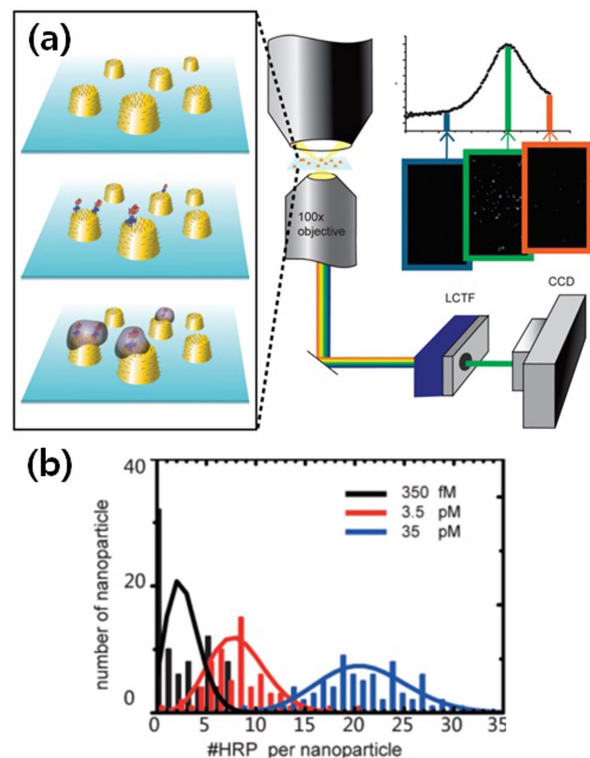 (a)
100x
objective
LCTF
CCD
(b)
40
20
0
number of nanoparticle
350 fM
3.5 pM
35 pM
0 5 10 15 20 25 30 35
#HRP per nanoparticle